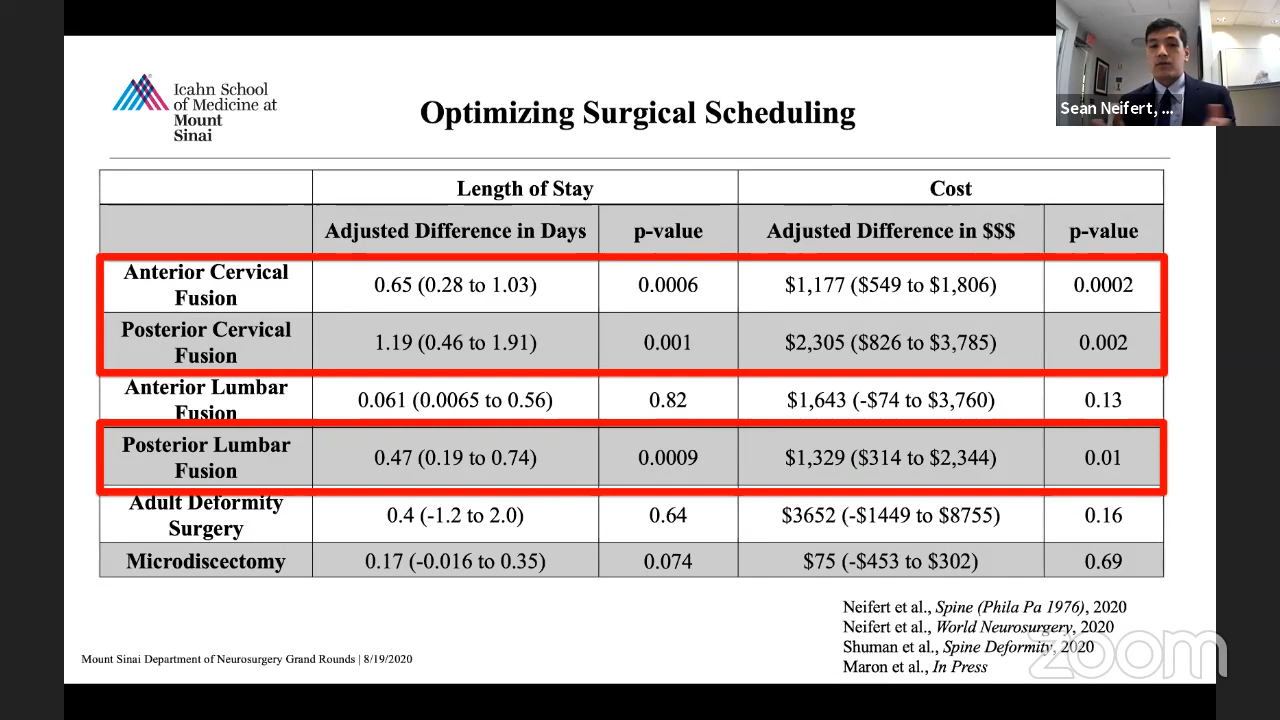 Icahn School
of Medicine at
Mount
Sinai
Optimizing Surgical Scheduling
Sean Neifert, ...
Length of Stay Cost
Adjusted Difference in Days p-value Adjusted Difference in $$$ p-value
Anterior Cervical
Fusion 0.65 (0.28 to 1.03) 0.0006 $1,177 ($549 to $1,806) 0.0002
Posterior Cervical
Fusion 1.19 (0.46 to 1.91) 0.001 $2,305 ($826 to $3,785) 0.002
Anterior Lumbar
Fusion 0.061 (0.0065 to 0.56) 0.82 $1,643 (-$74 to $3,760) 0.13
Posterior Lumbar
Fusion 0.47 (0.19 to 0.74) 0.0009 $1,329 ($314 to $2,344) 0.01
Adult Deformity
Surgery 0.4 (-1.2 to 2.0) 0.64 $3652 (-$1449 to $8755) 0.16
Microdiscectomy 0.17 (-0.016 to 0.35) 0.074 $75 (-$453 to $302) 0.69
Neifert et al., Spine (Phila Pa 1976), 2020
Neifert et al., World Neurosurgery, 2020
Shuman et al., Spine Deformity, 2020
Maron et al., In Press
Mount Sinai Department of Neurosurgery Grand Rounds | 8/19/2020
zoom